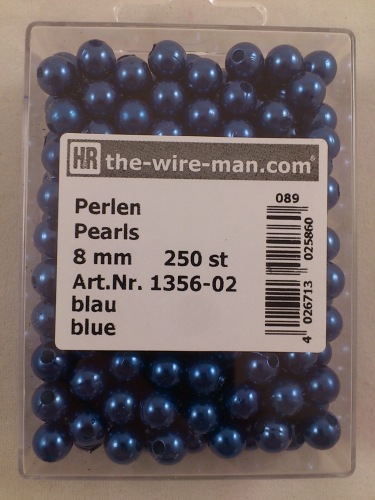 HR the-wire-man.com®
089
Perlen
Pearls
8 mm 250 st
Art.Nr. 1356-02
blau
blue
4 026713 025860